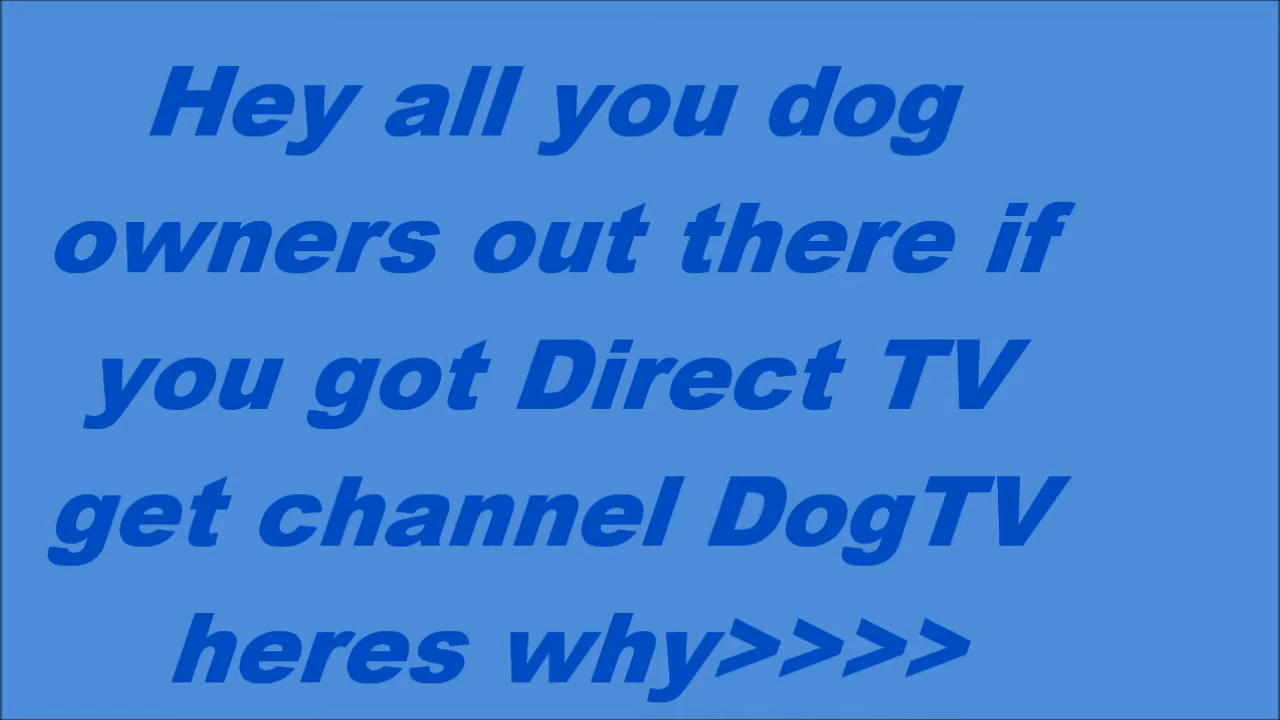 Hey all you dog
owners out there if
you got Direct TV
get channel DogTV
heres why>>>>